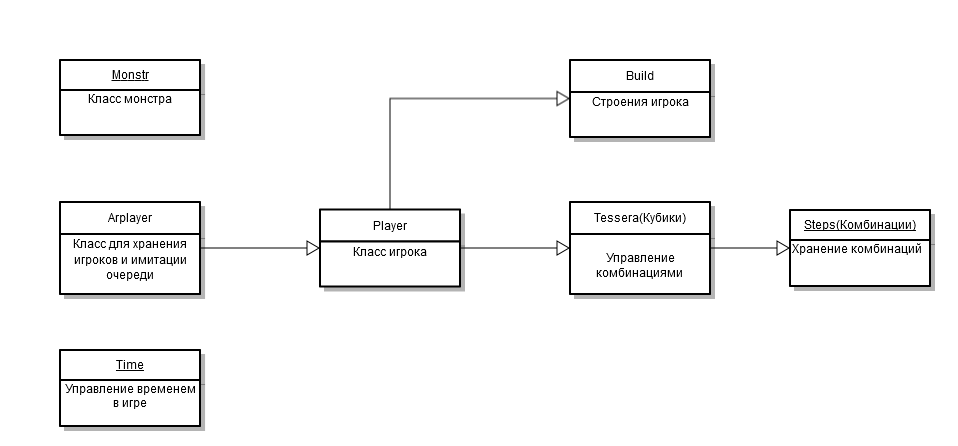 Monstr
Класс монстра
Build
Строения игрока
Arplayer
Класс для хранения
игроков и имитации
очереди
Player
Класс игрока
Tessera(Кубики)
Управление
комбинациями
Steps(Комбинации)
Хранение комбинаций
Time
Управление временем
в игре